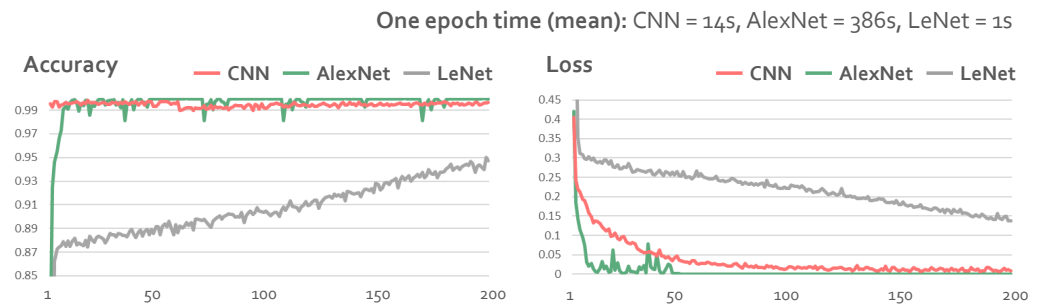 One epoch time (mean): CNN = 14s, AlexNet = 386s, LeNet = 1s
Accuracy
CNN AlexNet LeNet
0.99
0.97
0.95
0.93
0.91
0.89
0.87
0.85
1 50 100 150 200
Loss
CNN AlexNet LeNet
0.45
0.4
0.35
0.3
0.25
0.2
0.15
0.1
0.05
0
1 50 100 150 200